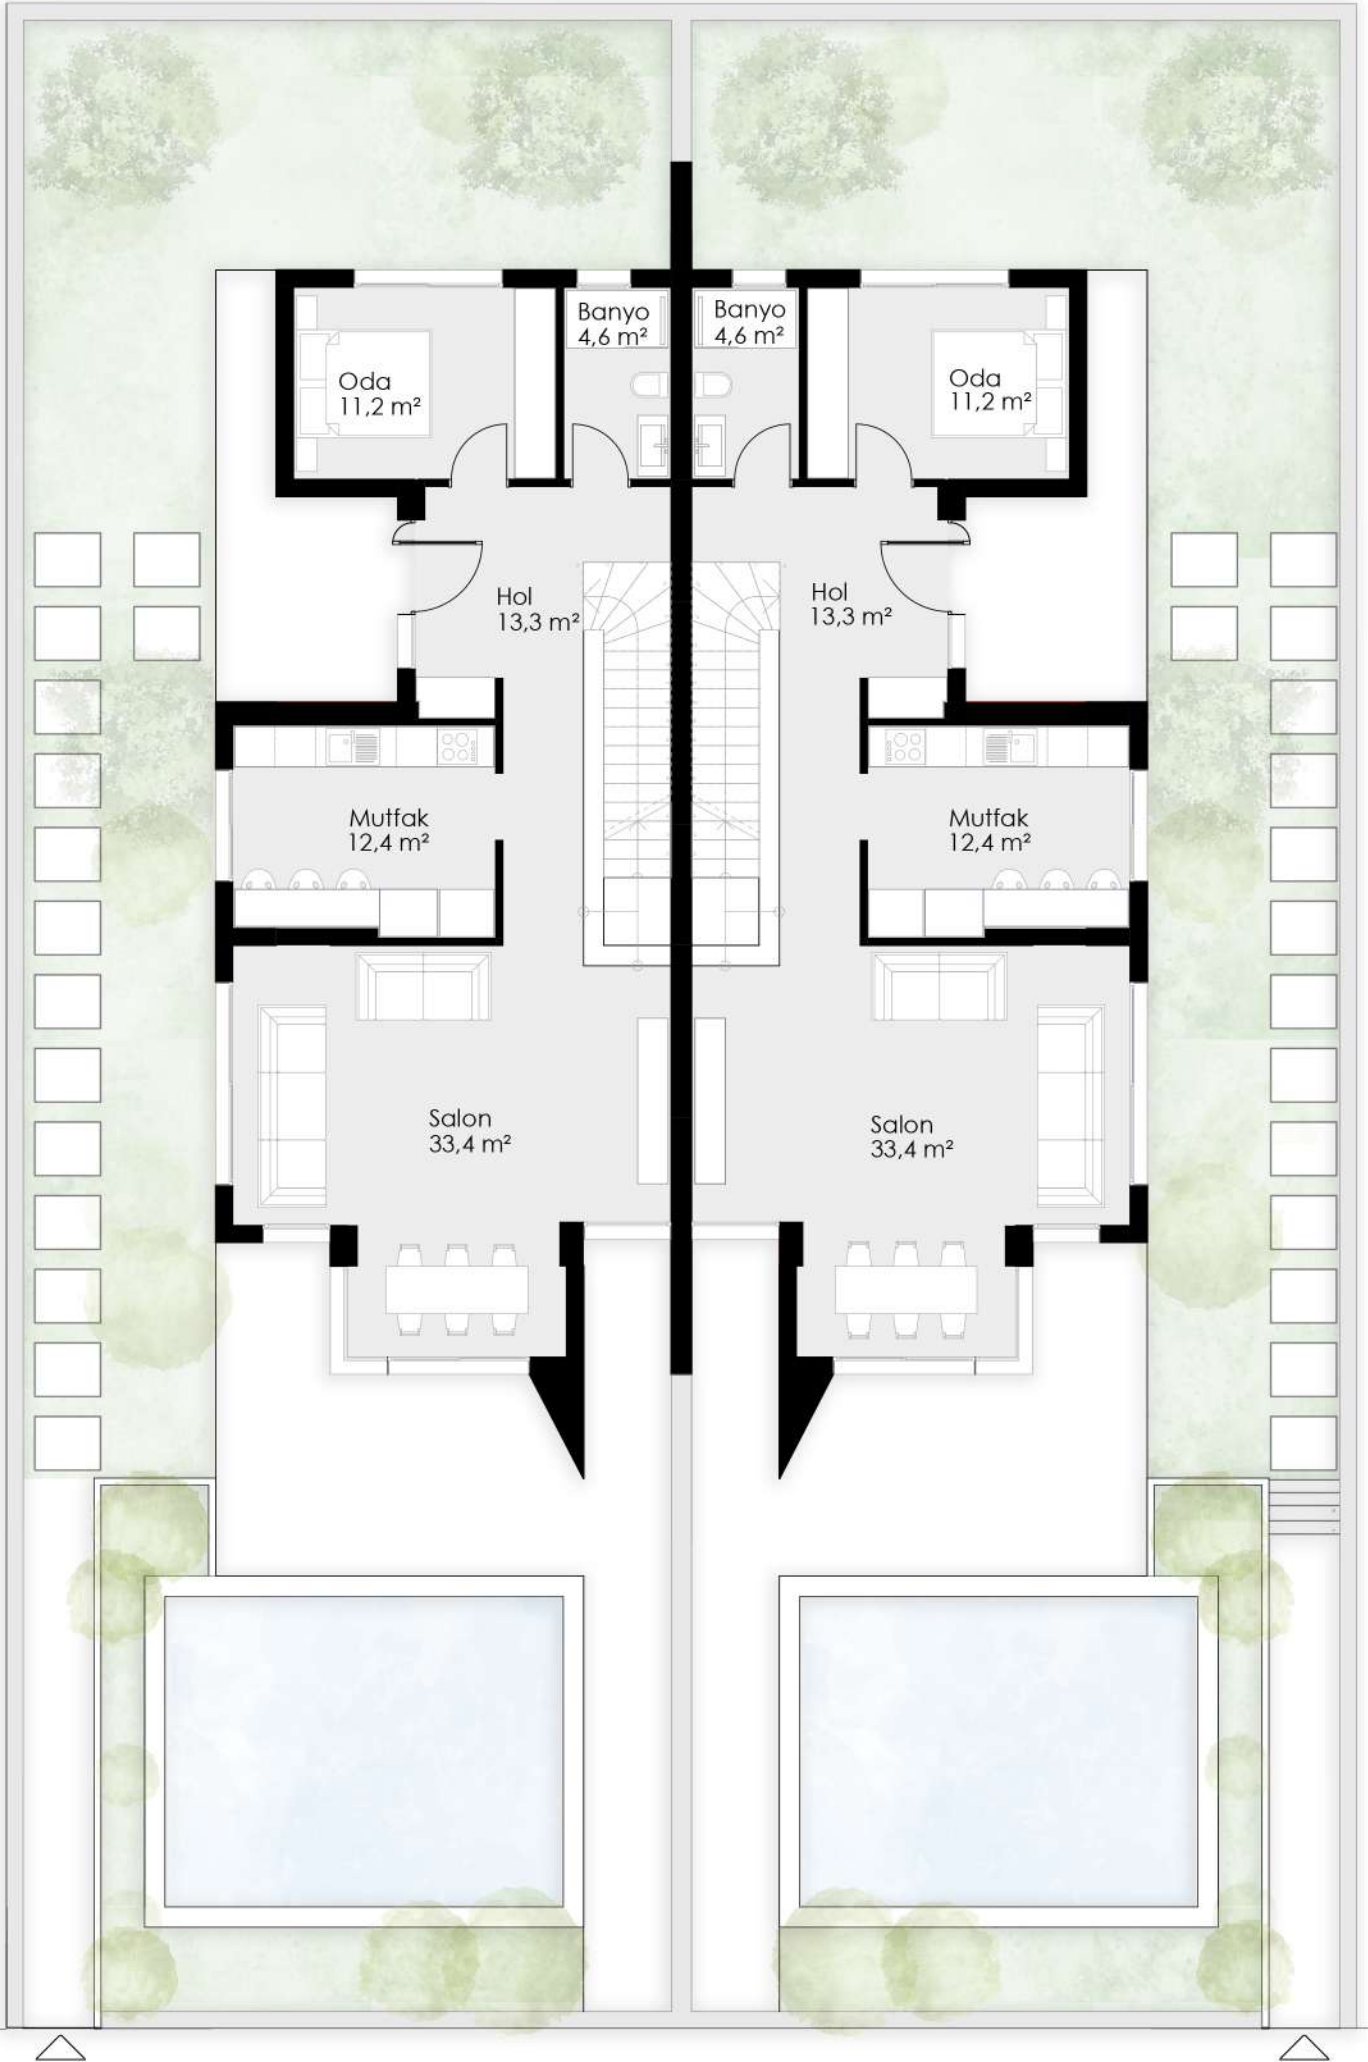 Banyo
4,6 m²
Banyo
4,6 m²
Oda
11,2 m²
Oda
11,2 m²
Hol
13,3 m²
Hol
13,3 m²
Mutfak
12,4 m²
Mutfak
12,4 m²
Salon
33,4 m²
Salon
33,4 m²